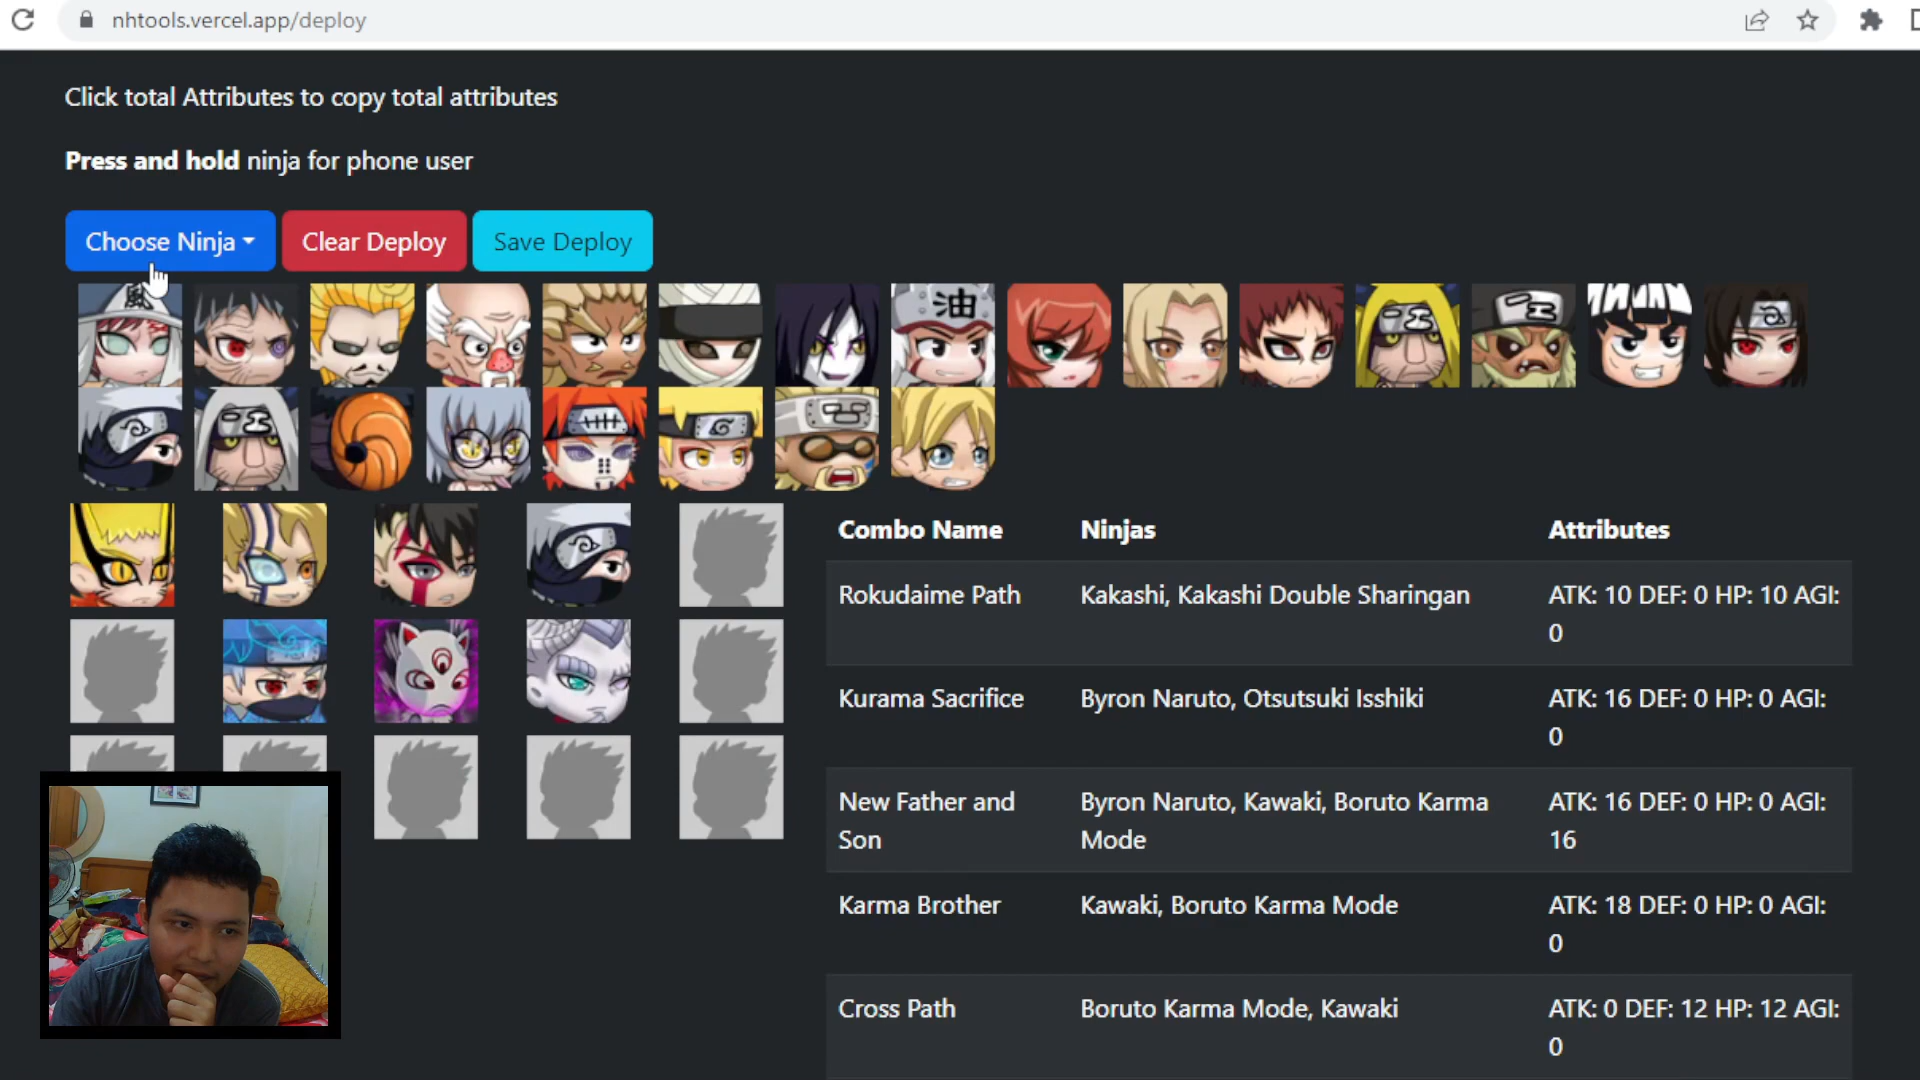 nhtools.vercel.app/deploy
Click total Attributes to copy total attributes
Press and hold ninja for phone user
Choose Ninja
Clear Deploy
Save Deploy
風
油
Combo Name Ninjas Attributes
Rokudaime Path Kakashi, Kakashi Double Sharingan ATK: 10 DEF: 0 HP: 10 AGI:
0
Kurama Sacrifice Byron Naruto, Otsutsuki Isshiki ATK: 16 DEF: 0 HP: 0 AGI:
0
New Father and Byron Naruto, Kawaki, Boruto Karma ATK: 16 DEF: 0 HP: 0 AGI:
Son Mode 16
Karma Brother Kawaki, Boruto Karma Mode ATK: 18 DEF: 0 HP: 0 AGI:
0
Cross Path Boruto Karma Mode, Kawaki ATK: 0 DEF: 12 HP: 12 AGI:
0